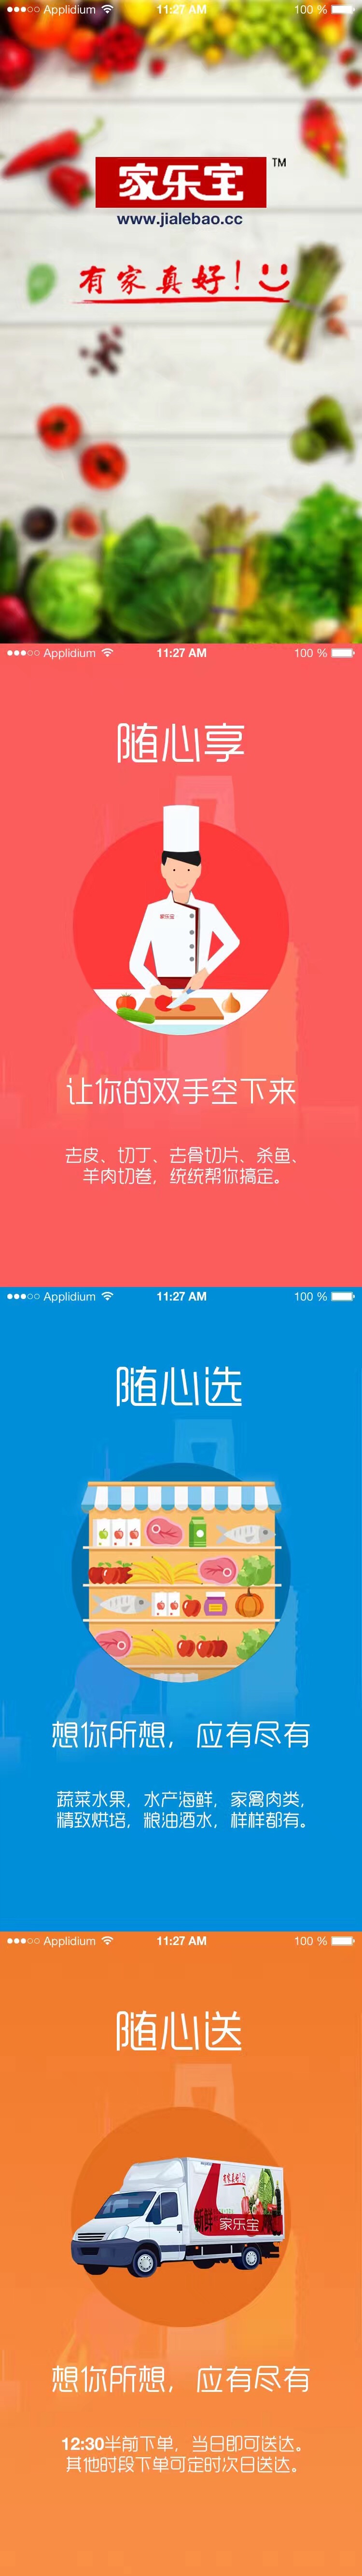 Applidium 11:27 AM 100 %
家乐宝 TM
www.jialebao.cc
有家真好!
Applidium 11:27 AM 100 %
随心享
家乐宝
让你的双手空下来
去皮、切丁、去骨切片、杀鱼、
羊肉切卷，统统帮你搞定。
Applidium 11:27 AM 100 %
随心选
想你所想，应有尽有
蔬菜水果，水产海鲜，家禽肉类，
精致烘培，粮油酒水，样样都有。
Applidium 11:27 AM 100 %
随心送
有家真好!
新鲜
家乐宝
想你所想，应有尽有
12:30半前下单，当日即可送达。
其他时段下单可定时次日送达。